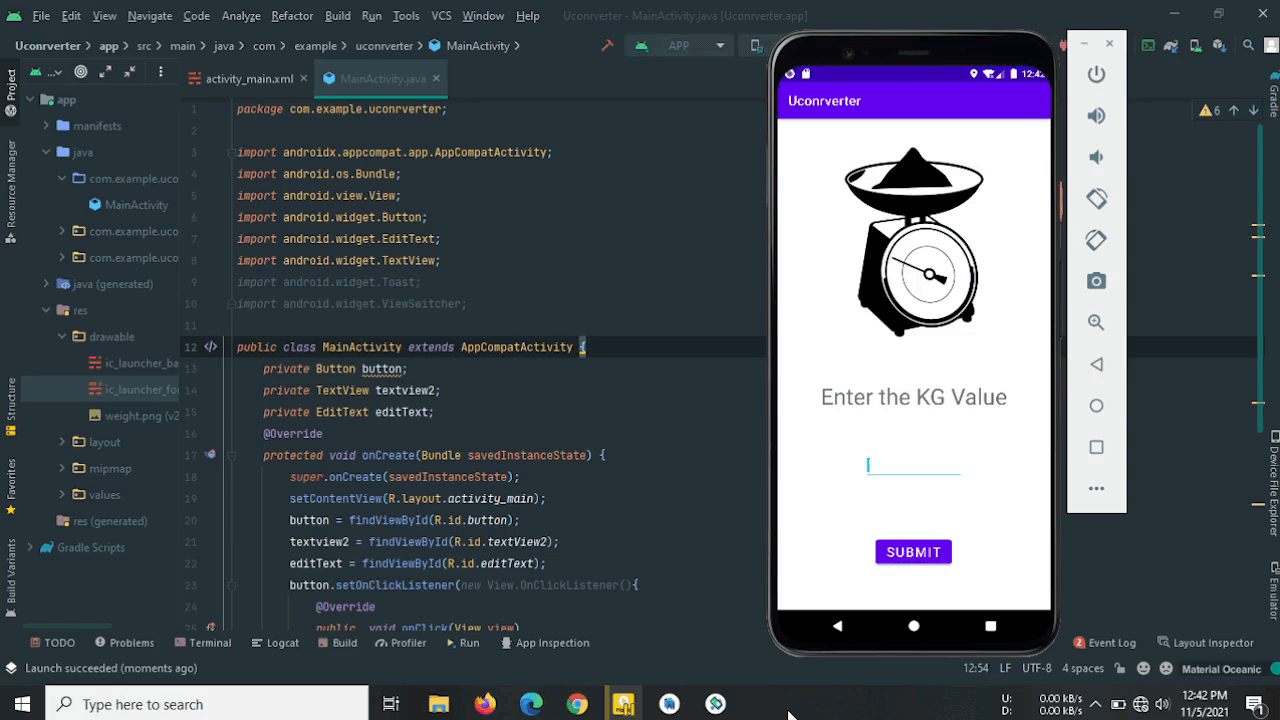 File Edit View Navigate Code Analyze Refactor Build Run Tools VCS Window Help Uconrverter - MainActivity.java [Uconrverter.app]
Uconrverter app src main java com example uconrverter MainActivity APP
activity_main.xml MainActivity.java
Project
Resource Manager
Structure
Favorites
Build Variants
app
manifests
java
com.example.uco
MainActivity
com.example.uco
com.example.uco
java (generated)
res
drawable
ic_launcher_ba
ic_launcher_fo
weight.png (v2
layout
mipmap
values
res (generated)
Gradle Scripts
1 package com.example.uconrverter;
2
3 import androidx.appcompat.app.AppCompatActivity;
4 import android.os.Bundle;
5 import android.view.View;
6 import android.widget.Button;
7 import android.widget.EditText;
8 import android.widget.TextView;
9 import android.widget.Toast;
10 import android.widget.ViewSwitcher;
11
12 public class MainActivity extends AppCompatActivity {
13 private Button button;
14 private TextView textview2;
15 private EditText editText;
16 @Override
17 protected void onCreate(Bundle savedInstanceState) {
18 super.onCreate(savedInstanceState);
19 setContentView(R.layout.activity_main);
20 button = findViewById(R.id.button);
21 textview2 = findViewById(R.id.textView2);
22 editText = findViewById(R.id.editText);
23 button.setOnClickListener(new View.OnClickListener(){
24 @Override
25 public void onClick(View view)
12:42
Uconrverter
Enter the KG Value
SUBMIT
6
Gradle
Device File Explorer
Emulator
TODO Problems Terminal Logcat Build Profiler Run App Inspection 2 Event Log Layout Inspector
Launch succeeded (moments ago) 12:54 LF UTF-8 4 spaces Material Oceanic
Type here to search
U: 0.00 kB/s
D: 0.00 kB/s
12:42 PM
11/5/2021